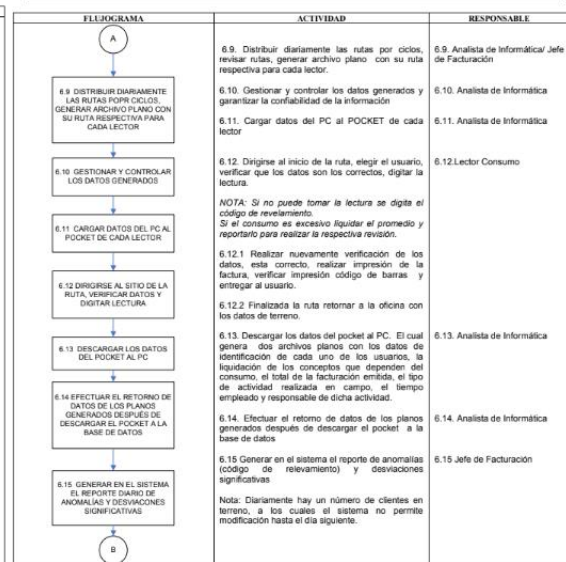 FLUJOGRAMA
ACTIVIDAD
RESPONSABLE
A
6.9 DISTRIBUIR DIARIAMENTE
LAS RUTAS POPR CICLOS,
GENERAR ARCHIVO PLANO CON
SU RUTA RESPECTIVA PARA
CADA LECTOR
6.10 GESTIONAR Y CONTROLAR
LOS DATOS GENERADOS
6.11 CARGAR DATOS DEL PC AL
POCKET DE CADA LECTOR
6.12 DIRIGIRSE AL SITIO DE LA
RUTA, VERIFICAR DATOS Y
DIGITAR LECTURA
6.13 DESCARGAR LOS DATOS
DEL POCKET AL PC
6.14 EFECTUAR EL RETORNO DE
DATOS DE LOS PLANOS
GENERADOS DESPUÉS DE
DESCARGAR EL POCKET A LA
BASE DE DATOS
6.15 GENERAR EN EL SISTEMA
EL REPORTE DIARIO DE
ANOMALÍAS Y DESVIACONES
SIGNIFICATIVAS
B
6.9. Distribuir diariamente las rutas por ciclos,
revisar rutas, generar archivo plano con su ruta
respectiva para cada lector.
6.10. Gestionar y controlar los datos generados y
garantizar la confiabilidad de la información
6.11. Cargar datos del PC al POCKET de cada
lector
6.12. Dirigirse al inicio de la ruta, elegir el usuario,
verificar que los datos son los correctos, digitar la
lectura.
NOTA: Si no puede tomar la lectura se digita el
código de revelamiento.
Si el consumo es excesivo liquidar el promedio y
reportarlo para realizar la respectiva revisión.
6.12.1 Realizar nuevamente verificación de los
datos, esta correcto, realizar impresión de la
factura, verificar impresión código de barras y
entregar al usuario.
6.12.2 Finalizada la ruta retornar a la oficina con
los datos de terreno.
6.13. Descargar los datos del pocket al PC. El cual
genera dos archivos planos con los datos de
identificación de cada uno de los usuarios, la
liquidación de los conceptos que dependen del
consumo, el total de la facturación emitida, el tipo
de actividad realizada en campo, el tiempo
empleado y responsable de dicha actividad.
6.14. Efectuar el retorno de datos de los planos
generados después de descargar el pocket a la
base de datos
6.15 Generar en el sistema el reporte de anomalías
(código de relevamiento) y desviaciones
significativas
Nota: Diariamente hay un número de clientes en
terreno, a los cuales el sistema no permite
modificación hasta el día siguiente.
6.9. Analista de Informática/ Jefe
de Facturación
6.10. Analista de Informática
6.11. Analista de Informática
6.12.Lector Consumo
6.13. Analista de Informática
6.14. Analista de Informática
6.15 Jefe de Facturación